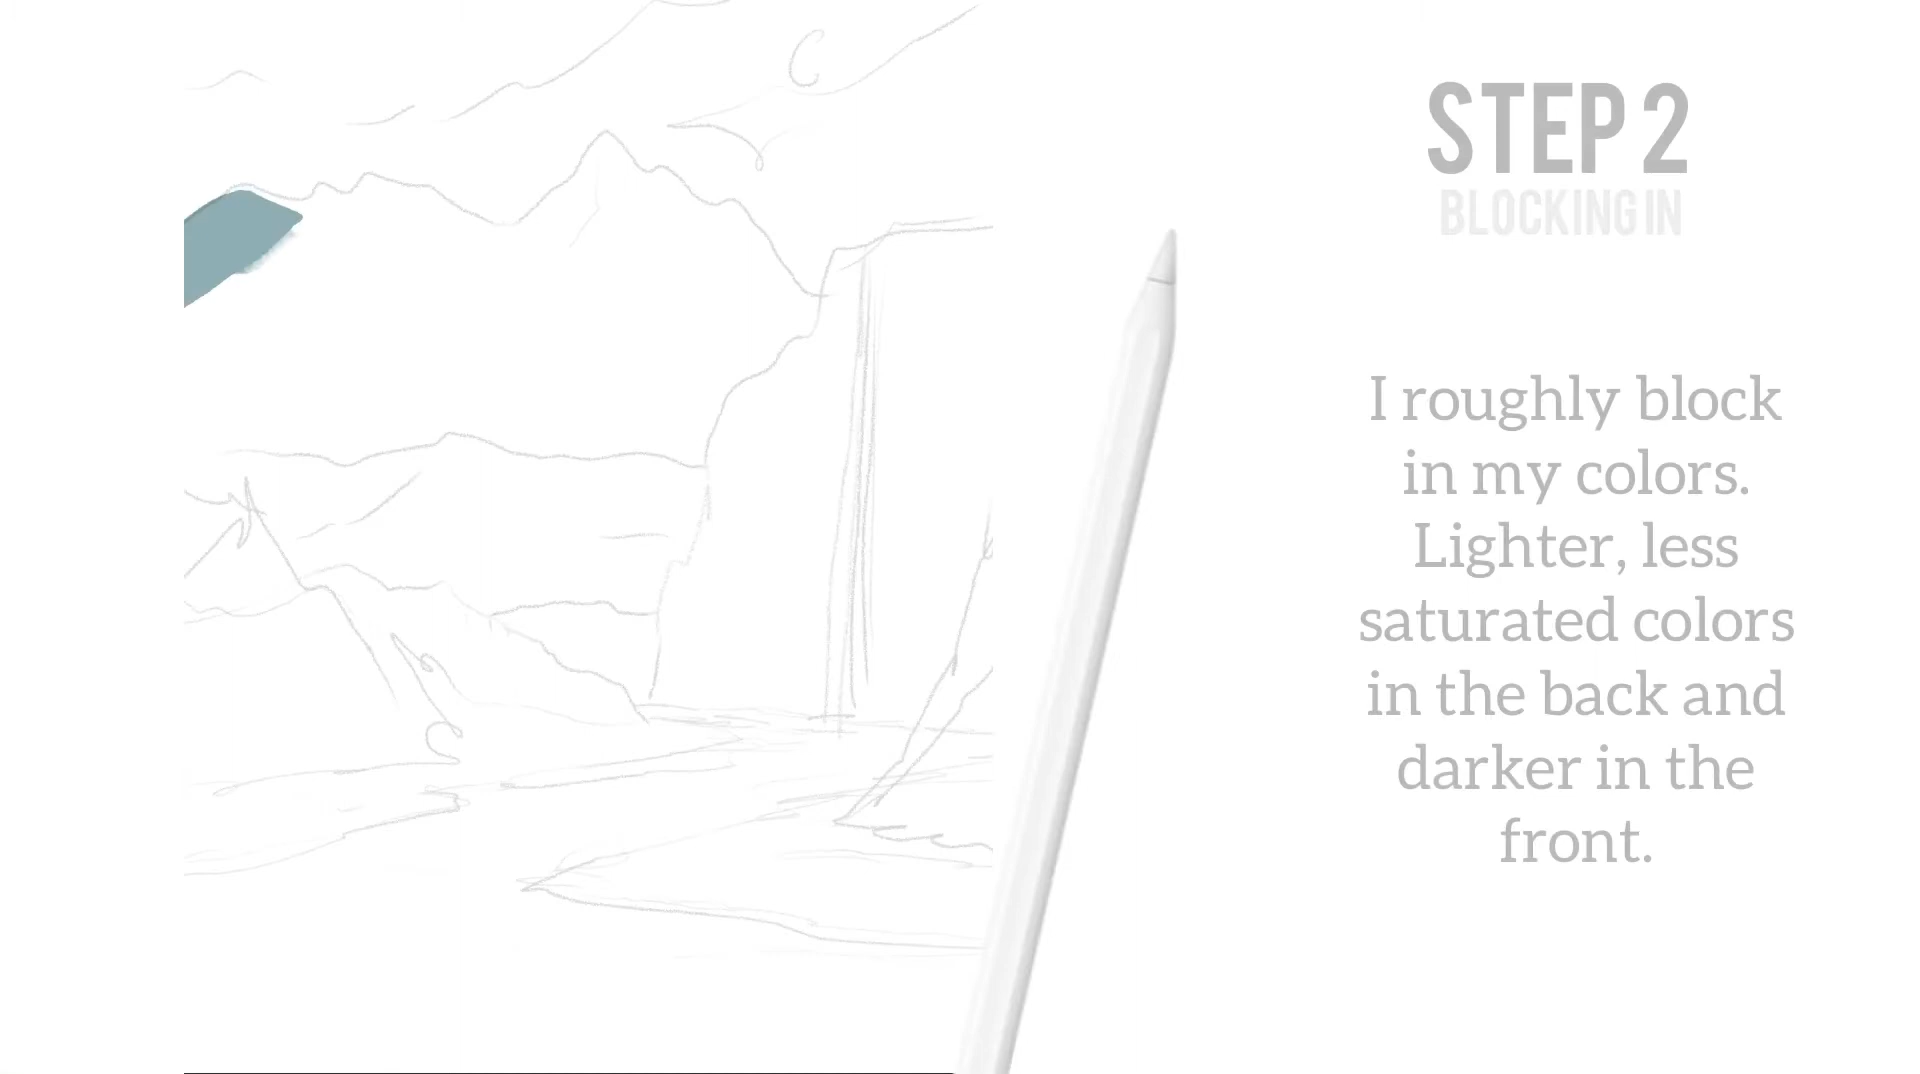 STEP 2
BLOCKING IN
I roughly block
in my colors.
Lighter, less
saturated colors
in the back and
darker in the
front.